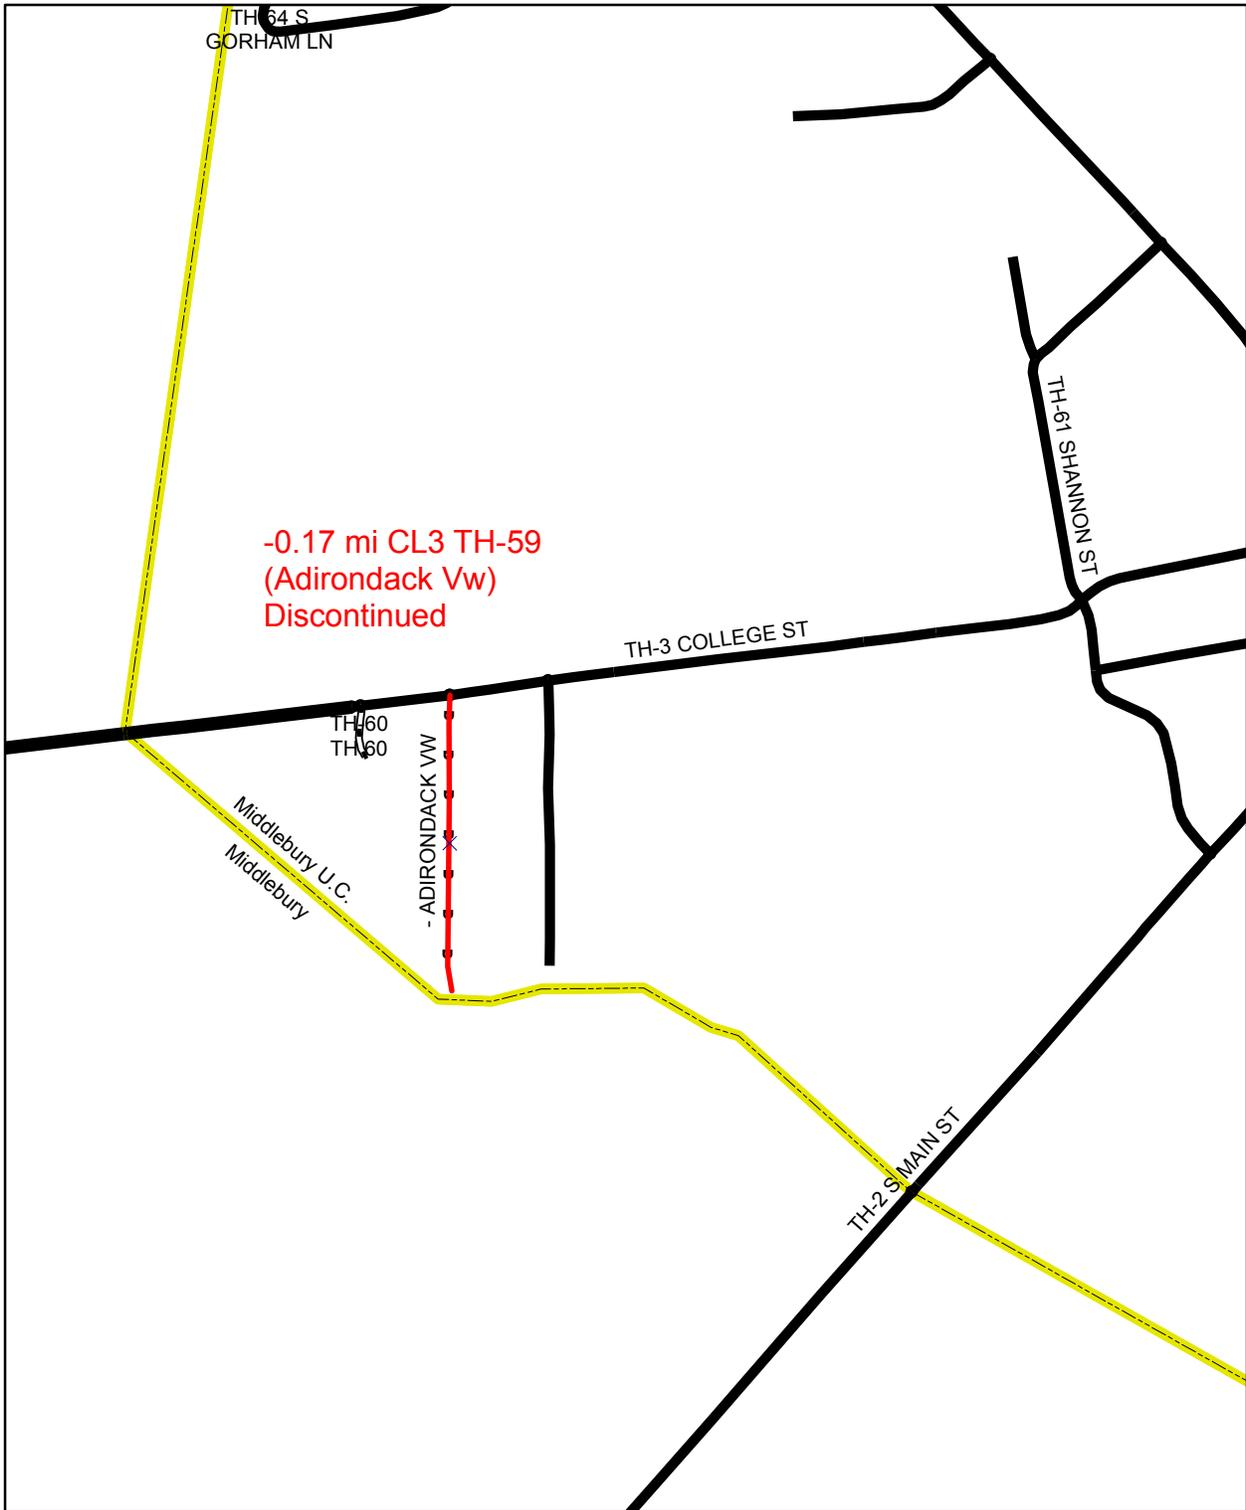 TH-64 S
GORHAM LN
TH-61 SHANNON ST
-0.17 mi CL3 TH-59
(Adirondack Vw)
Discontinued
TH-3 COLLEGE ST
TH-60
TH-60
- ADIRONDACK VW
D
D
D
D
D
D
D
Middlebury U.C.
Middlebury
TH-2 S MAIN ST